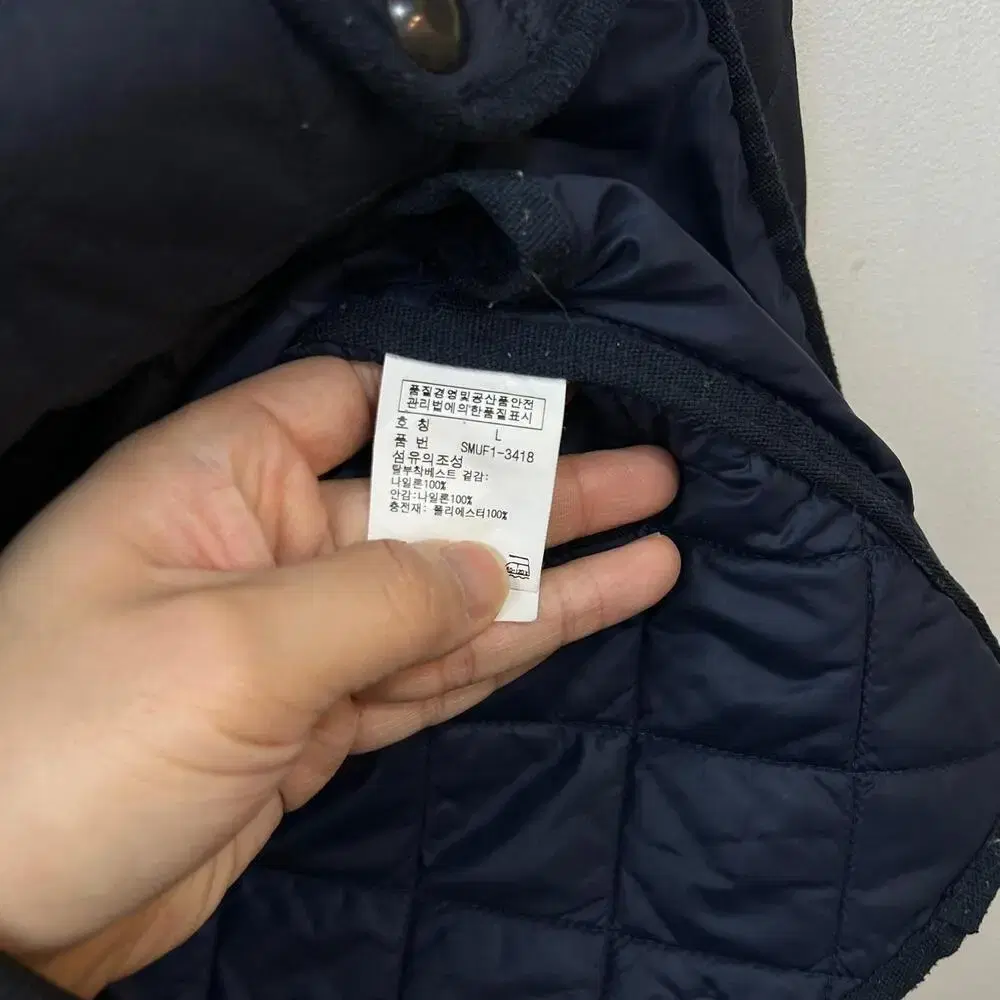 품질경영및공산품안전
관리법에의한품질표시
호 칭 L
품 번 SMUF1-3418
섬유의조성
탈부착베스트 겉감:
나일론100%
안감:나일론100%
충전재: 폴리에스터100%